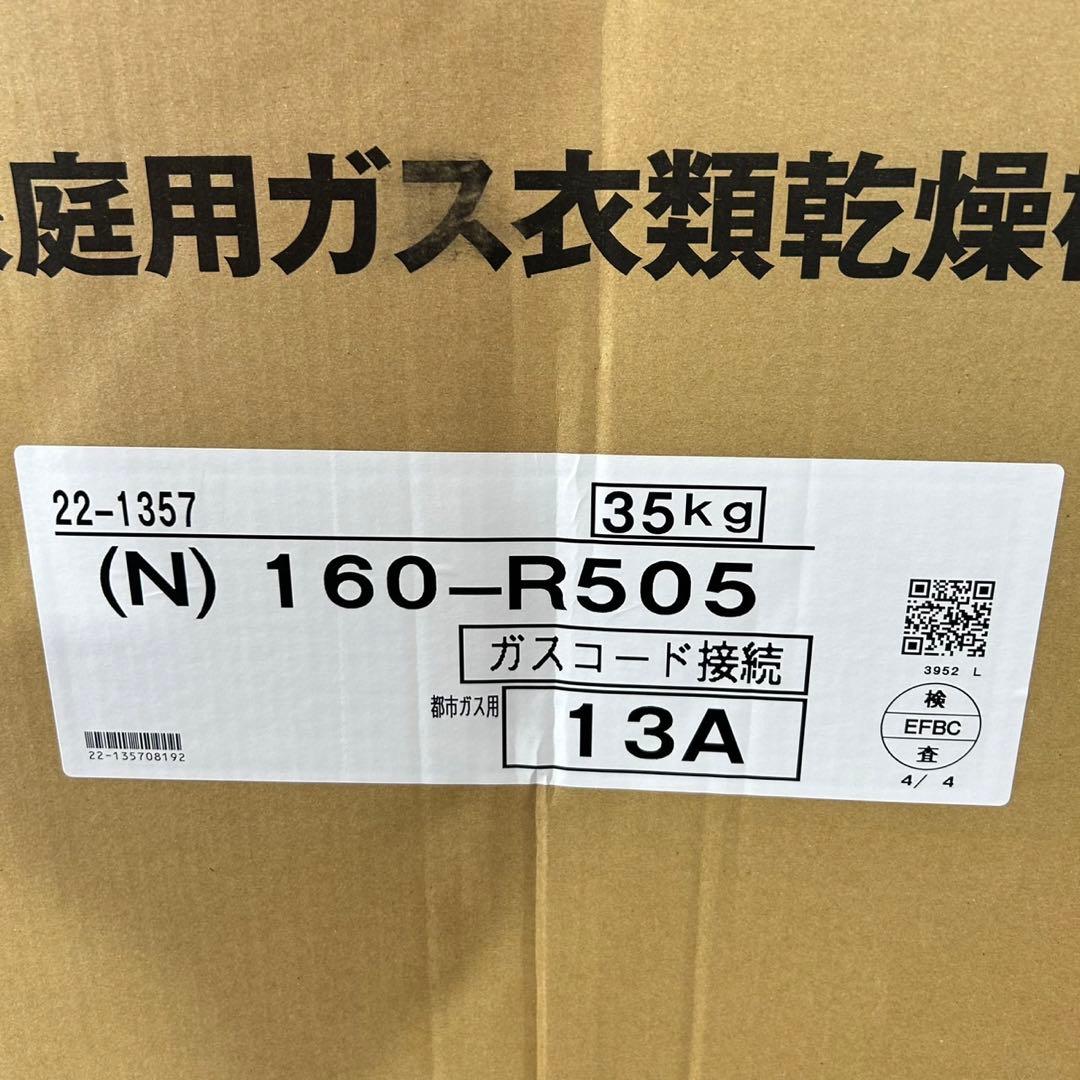 庭用ガス衣類乾燥
22-1357
35kg
(N) 160-R505
ガスコード接続
都市ガス用
13A
22-135708192
3952 L
検
EFBC
査
4/ 4